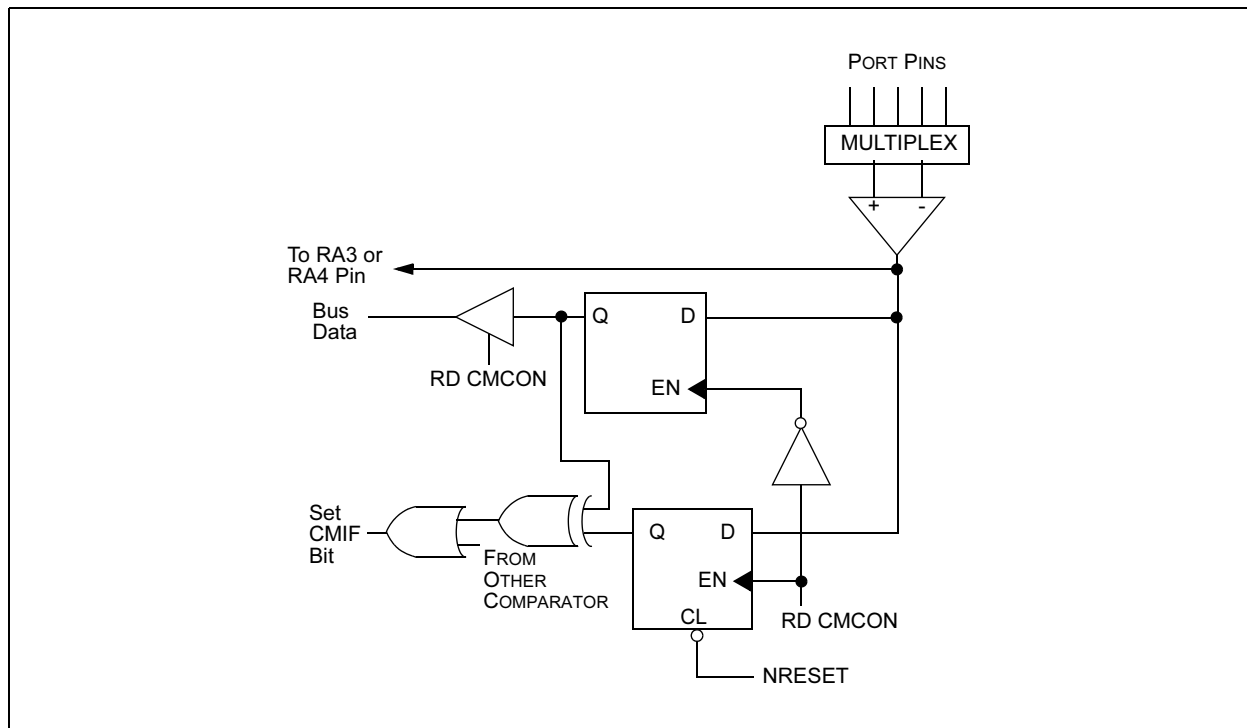 PORT PINS
MULTIPLEX
+ -
To RA3 or
RA4 Pin
Bus
Data
Q D
RD CMCON
EN
Set
CMIF
Bit
FROM
OTHER
COMPARATOR
Q D
EN
CL
RD CMCON
NRESET